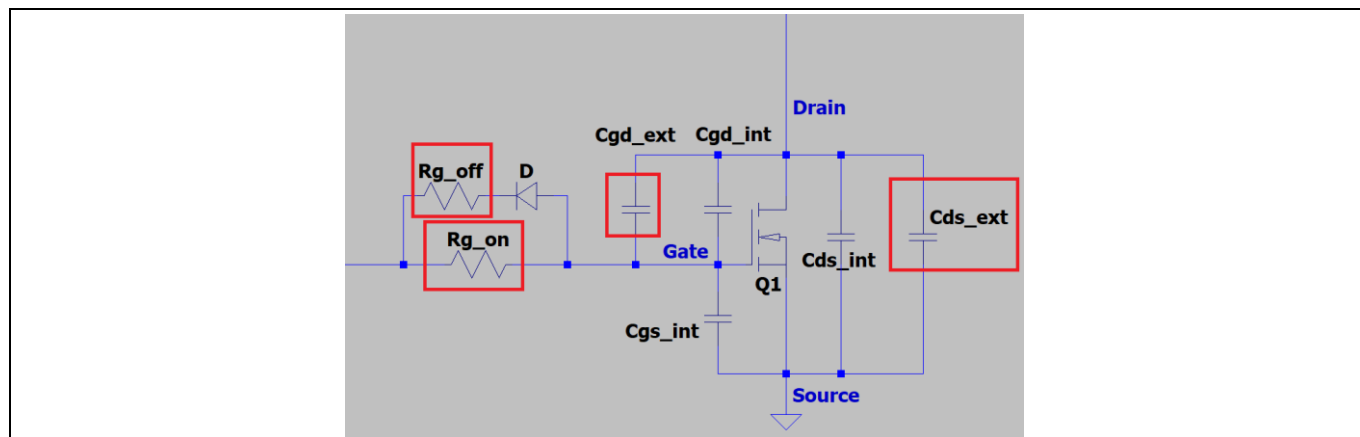 Drain
Cgd_ext Cgd_int
Rg_off D
Cds_ext
Rg_on
Gate
Cds_int
Q1
Cgs_int
Source